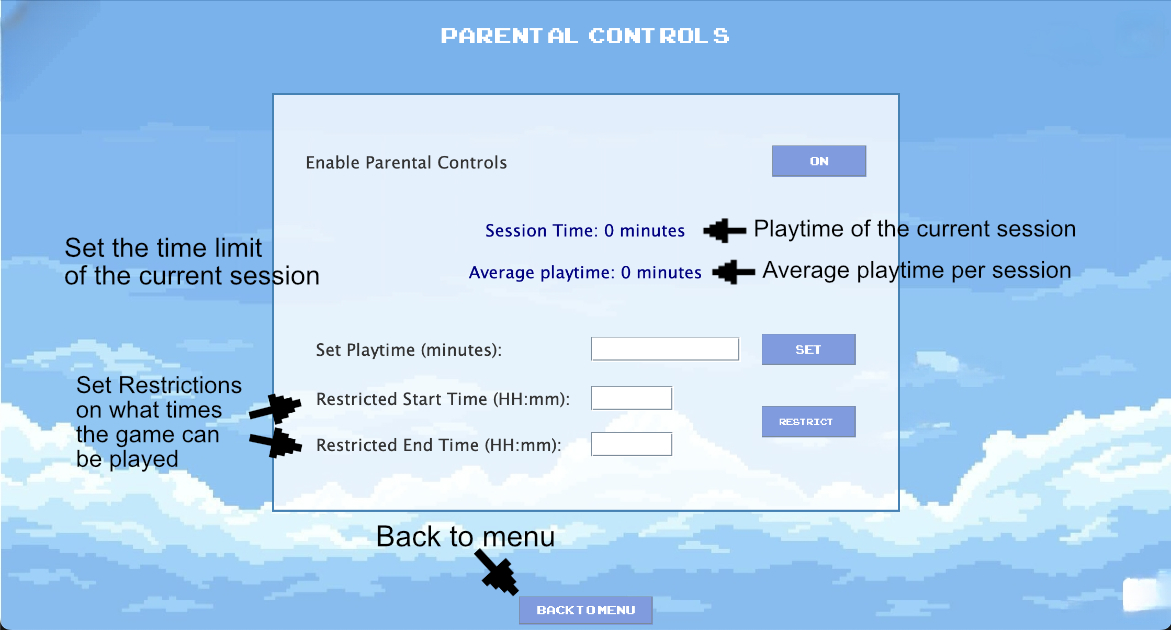 PARENTAL CONTROLS
Enable Parental Controls
ON
Session Time: 0 minutes
Playtime of the current session
Set the time limit
of the current session
Average playtime: 0 minutes
Average playtime per session
Set Playtime (minutes):
SET
Set Restrictions
on what times
the game can
be played
Restricted Start Time (HH:mm):
RESTRICT
Restricted End Time (HH:mm):
Back to menu
BACK TO MENU